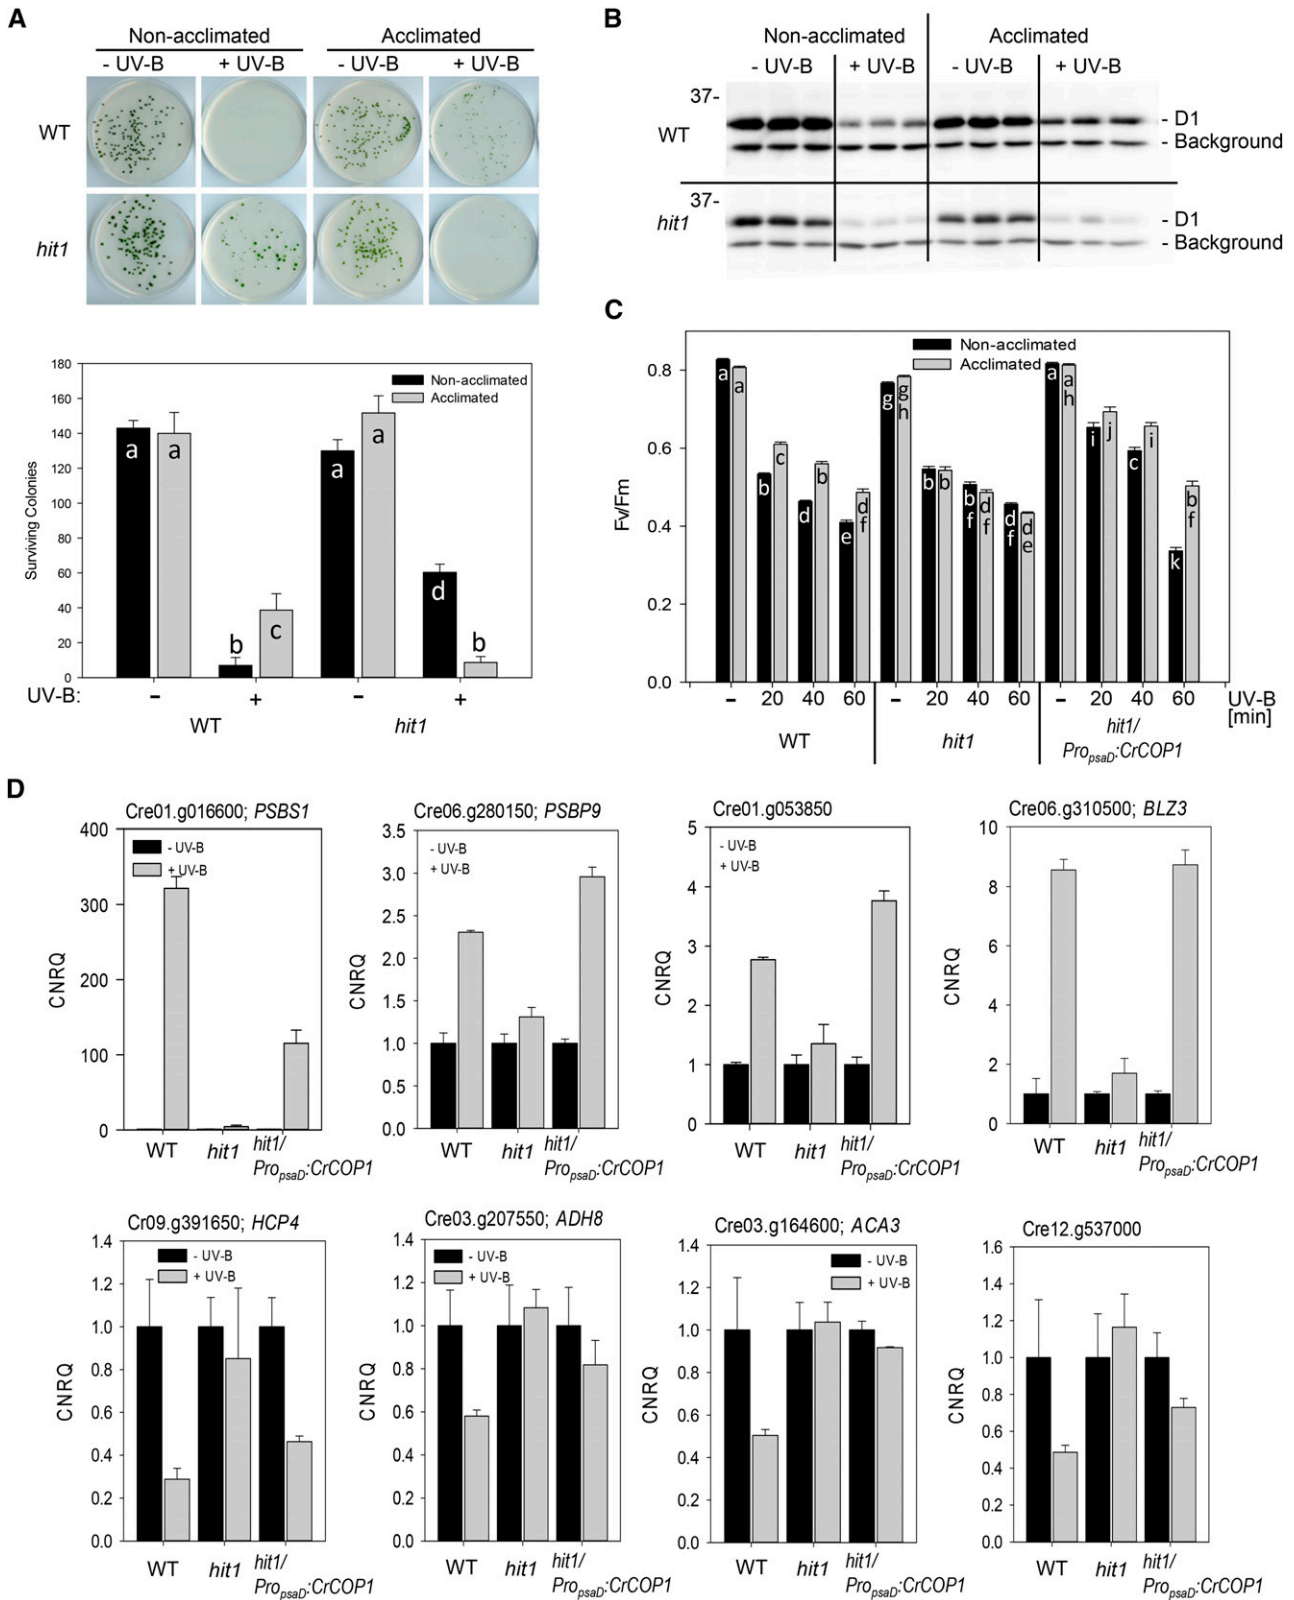 A
Non-acclimated Acclimated
- UV-B + UV-B - UV-B + UV-B
WT
hit1
180
160
140
120
100
80
60
40
20
0
Surviving Colonies
Non-acclimated
Acclimated
a a b c a a d b
UV-B: - + - +
WT hit1
B
Non-acclimated Acclimated
- UV-B + UV-B - UV-B + UV-B
37-
WT
- D1
- Background
37-
hit1
- D1
- Background
C
Non-acclimated
Acclimated
0.8
0.6
0.4
0.2
0.0
Fv/Fm
a a b c d b e d f g g h b b b f d f d f d e a a h i j c i k b f
- 20 40 60 - 20 40 60 - 20 40 60 UV-B
[min]
WT hit1 hit1/
PropsaD:CrCOP1
D
Cre01.g016600; PSBS1
400
300
200
100
0
CNRQ
- UV-B
+ UV-B
WT hit1 hit1/
PropsaD:CrCOP1
Cre06.g280150; PSBP9
3.5
3.0
2.5
2.0
1.5
1.0
0.5
0.0
CNRQ
- UV-B
+ UV-B
WT hit1 hit1/
PropsaD:CrCOP1
Cre01.g053850
5
4
3
2
1
0
CNRQ
- UV-B
+ UV-B
WT hit1 hit1/
PropsaD:CrCOP1
Cre06.g310500; BLZ3
10
8
6
4
2
0
CNRQ
WT hit1 hit1/
PropsaD:CrCOP1
Cr09.g391650; HCP4
1.4
1.2
1.0
0.8
0.6
0.4
0.2
0.0
CNRQ
- UV-B
+ UV-B
WT hit1 hit1/
PropsaD:CrCOP1
Cre03.g207550; ADH8
1.4
1.2
1.0
0.8
0.6
0.4
0.2
0.0
CNRQ
- UV-B
+ UV-B
WT hit1 hit1/
PropsaD:CrCOP1
Cre03.g164600; ACA3
1.4
1.2
1.0
0.8
0.6
0.4
0.2
0.0
CNRQ
- UV-B
+ UV-B
WT hit1 hit1/
PropsaD:CrCOP1
Cre12.g537000
1.6
1.4
1.2
1.0
0.8
0.6
0.4
0.2
0.0
CNRQ
WT hit1 hit1/
PropsaD:CrCOP1